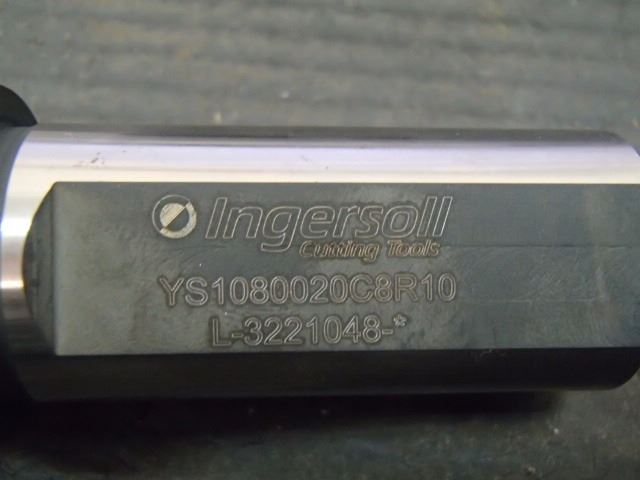 Ingersoll
Cutting Tools
YS1080020C8R10
L-3221048-*